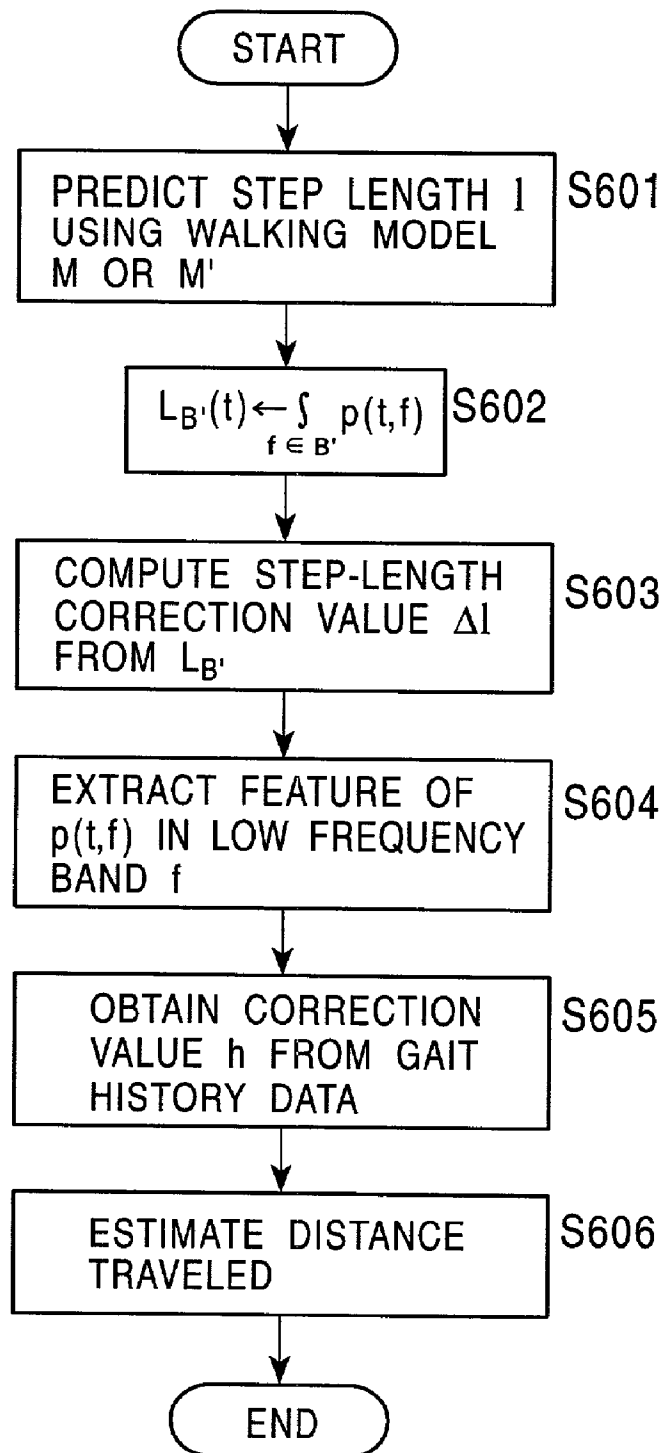 START
PREDICT STEP LENGTH l
USING WALKING MODEL
M OR M'
S601
L_B'(t)←∫ p(t,f)
f ∈ B'
S602
COMPUTE STEP-LENGTH
CORRECTION VALUE Δl
FROM L_B'
S603
EXTRACT FEATURE OF
p(t,f) IN LOW FREQUENCY
BAND f
S604
OBTAIN CORRECTION
VALUE h FROM GAIT
HISTORY DATA
S605
ESTIMATE DISTANCE
TRAVELED
S606
END